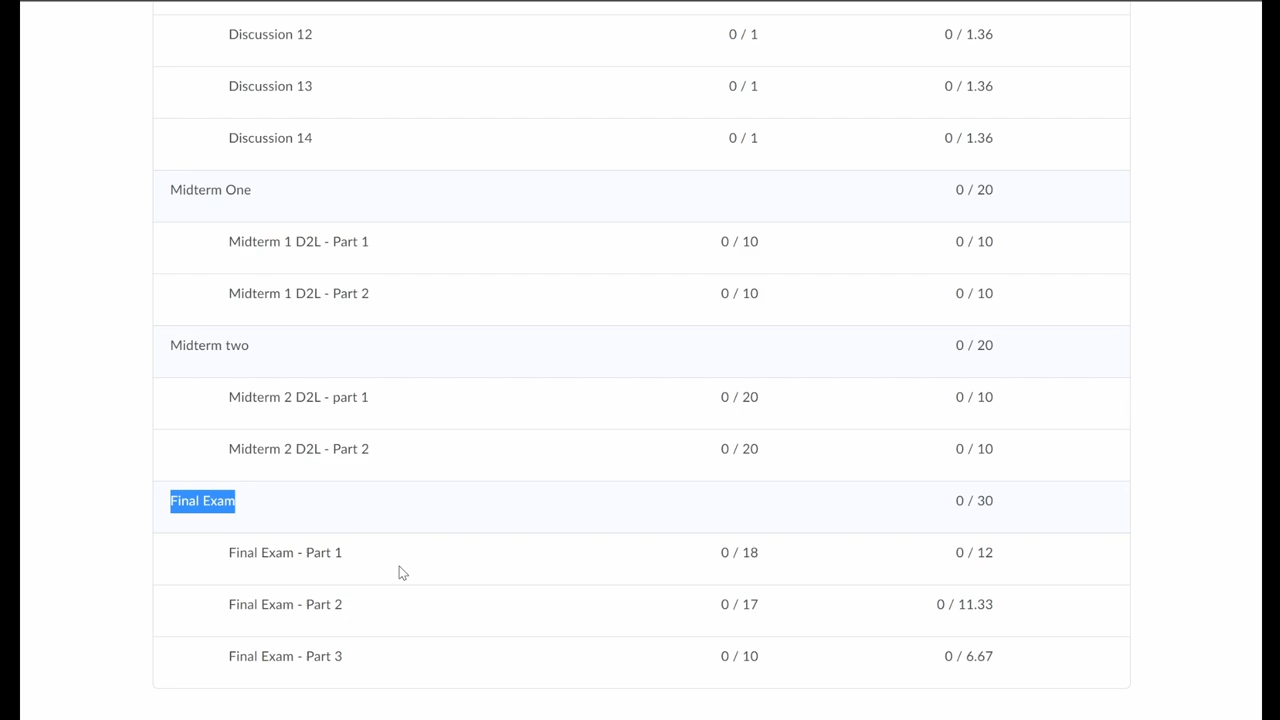 Discussion 12 0 / 1 0 / 1.36
Discussion 13 0 / 1 0 / 1.36
Discussion 14 0 / 1 0 / 1.36
Midterm One 0 / 20
Midterm 1 D2L - Part 1 0 / 10 0 / 10
Midterm 1 D2L - Part 2 0 / 10 0 / 10
Midterm two 0 / 20
Midterm 2 D2L - part 1 0 / 20 0 / 10
Midterm 2 D2L - Part 2 0 / 20 0 / 10
Final Exam 0 / 30
Final Exam - Part 1 0 / 18 0 / 12
Final Exam - Part 2 0 / 17 0 / 11.33
Final Exam - Part 3 0 / 10 0 / 6.67